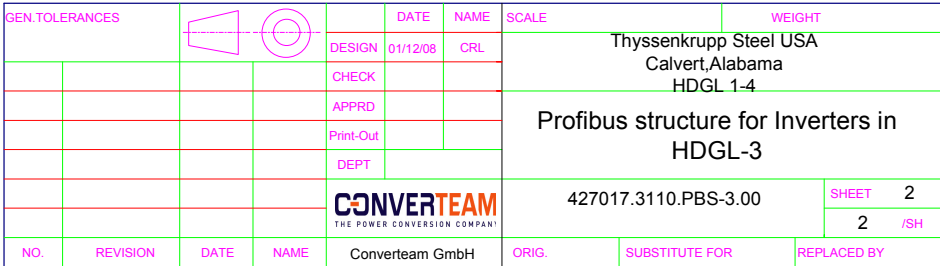 GEN.TOLERANCES
DATE NAME
SCALE WEIGHT
DESIGN 01/12/08 CRL
Thyssenkrupp Steel USA
Calvert,Alabama
HDGL 1-4
CHECK
APPRD
Print-Out
DEPT
Profibus structure for Inverters in
HDGL-3
CONVERTEAM
THE POWER CONVERSION COMPANY
427017.3110.PBS-3.00
SHEET 2
2 /SH
NO. REVISION DATE NAME
Converteam GmbH
ORIG. SUBSTITUTE FOR REPLACED BY